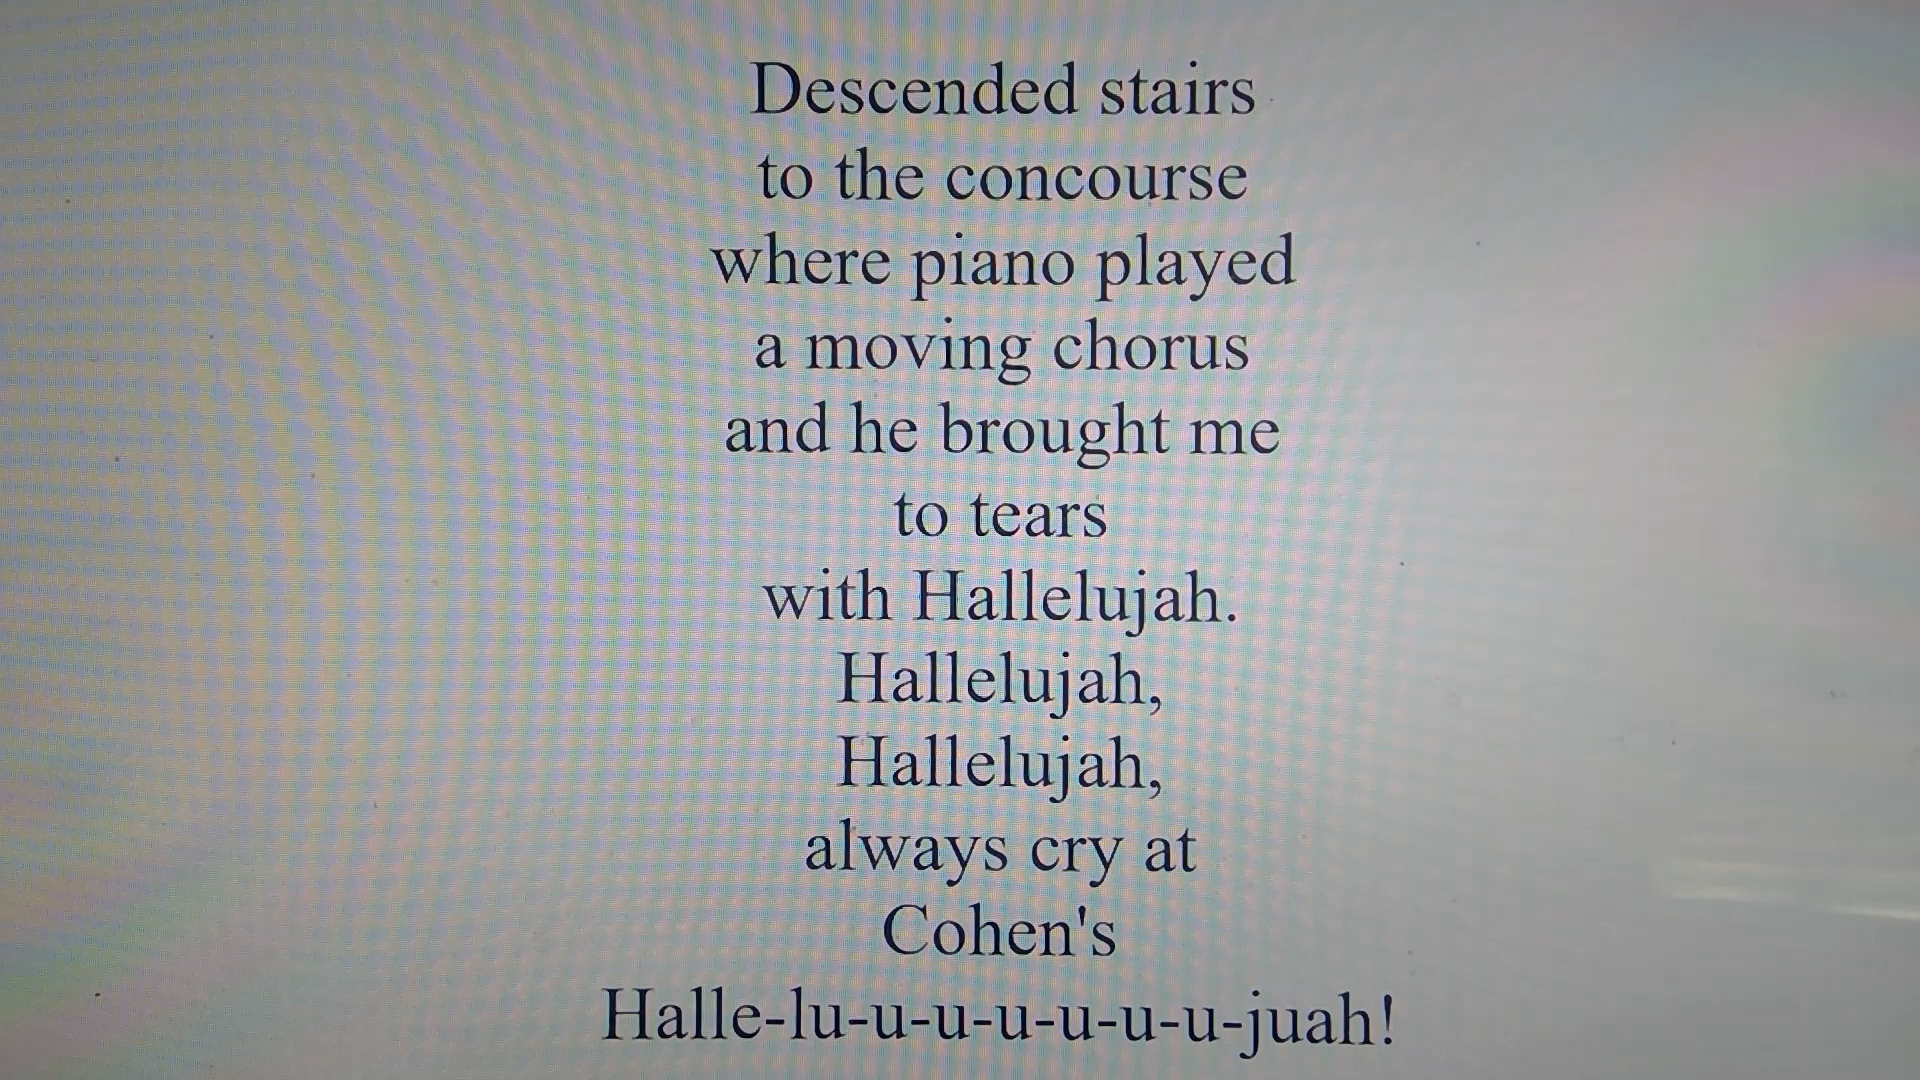 Descended stairs
to the concourse
where piano played
a moving chorus
and he brought me
to tears
with Hallelujah.
Hallelujah,
Hallelujah,
always cry at
Cohen's
Halle-lu-u-u-u-u-u-u-juah!